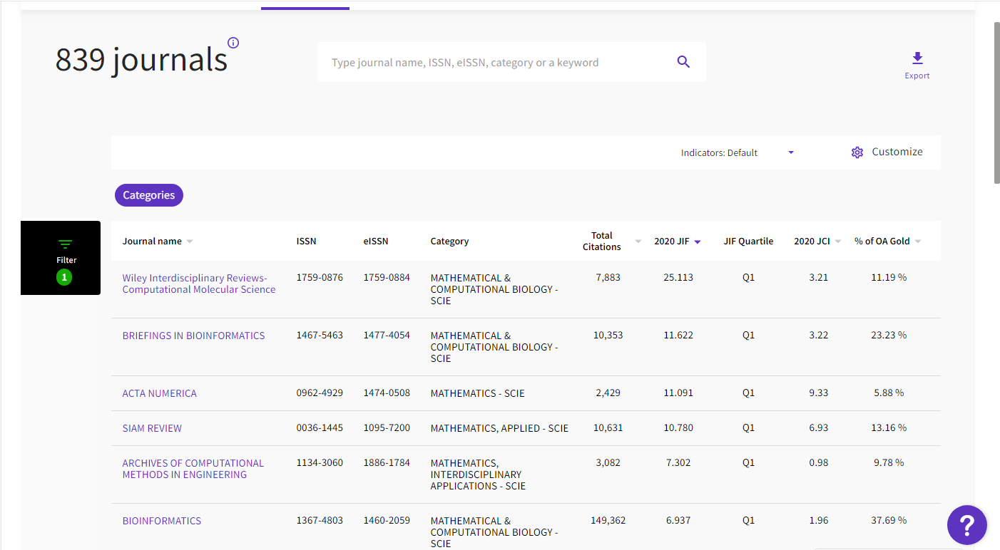 839 journals
Type journal name, ISSN, eISSN, category or a keyword
Export
Indicators: Default
Customize
Categories
Filter
1
Journal name
ISSN
eISSN
Category
Total
Citations
2020 JIF
JIF Quartile
2020 JCI
% of OA Gold
Wiley Interdisciplinary Reviews-
Computational Molecular Science
1759-0876
1759-0884
MATHEMATICAL &
COMPUTATIONAL BIOLOGY -
SCIE
7,883
25.113
Q1
3.21
11.19 %
BRIEFINGS IN BIOINFORMATICS
1467-5463
1477-4054
MATHEMATICAL &
COMPUTATIONAL BIOLOGY -
SCIE
10,353
11.622
Q1
3.22
23.23 %
ACTA NUMERICA
0962-4929
1474-0508
MATHEMATICS - SCIE
2,429
11.091
Q1
9.33
5.88 %
SIAM REVIEW
0036-1445
1095-7200
MATHEMATICS, APPLIED - SCIE
10,631
10.780
Q1
6.93
13.16 %
ARCHIVES OF COMPUTATIONAL
METHODS IN ENGINEERING
1134-3060
1886-1784
MATHEMATICS,
INTERDISCIPLINARY
APPLICATIONS - SCIE
3,082
7.302
Q1
0.98
9.78 %
BIOINFORMATICS
1367-4803
1460-2059
MATHEMATICAL &
COMPUTATIONAL BIOLOGY -
SCIE
149,362
6.937
Q1
1.96
37.69 %
?